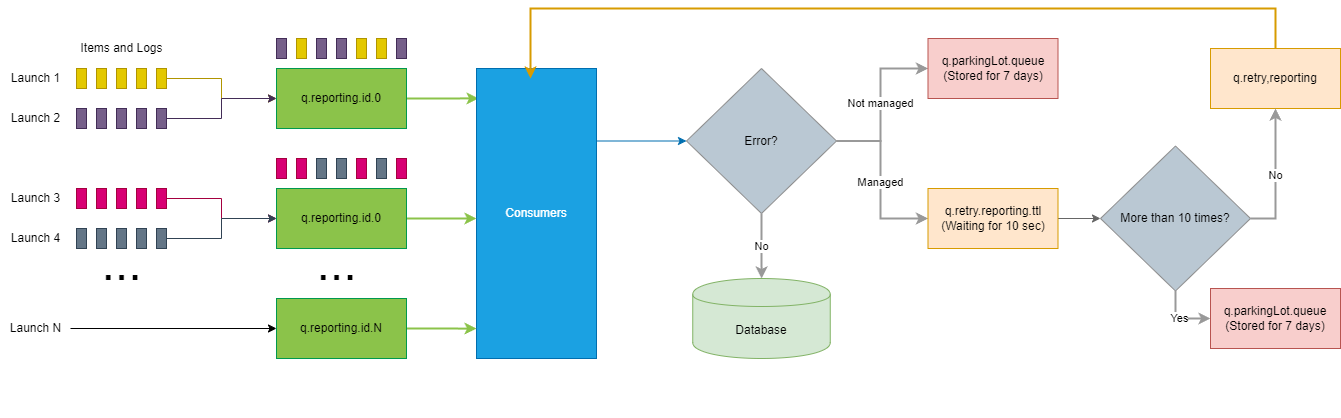 Items and Logs
Launch 1
Launch 2
q.reporting.id.0
Launch 3
Launch 4
q.reporting.id.0
...
...
Launch N
q.reporting.id.N
Consumers
Error?
No
Database
Not managed
q.parkingLot.queue
(Stored for 7 days)
Managed
q.retry.reporting.ttl
(Waiting for 10 sec)
More than 10 times?
No
q.retry,reporting
Yes
q.parkingLot.queue
(Stored for 7 days)